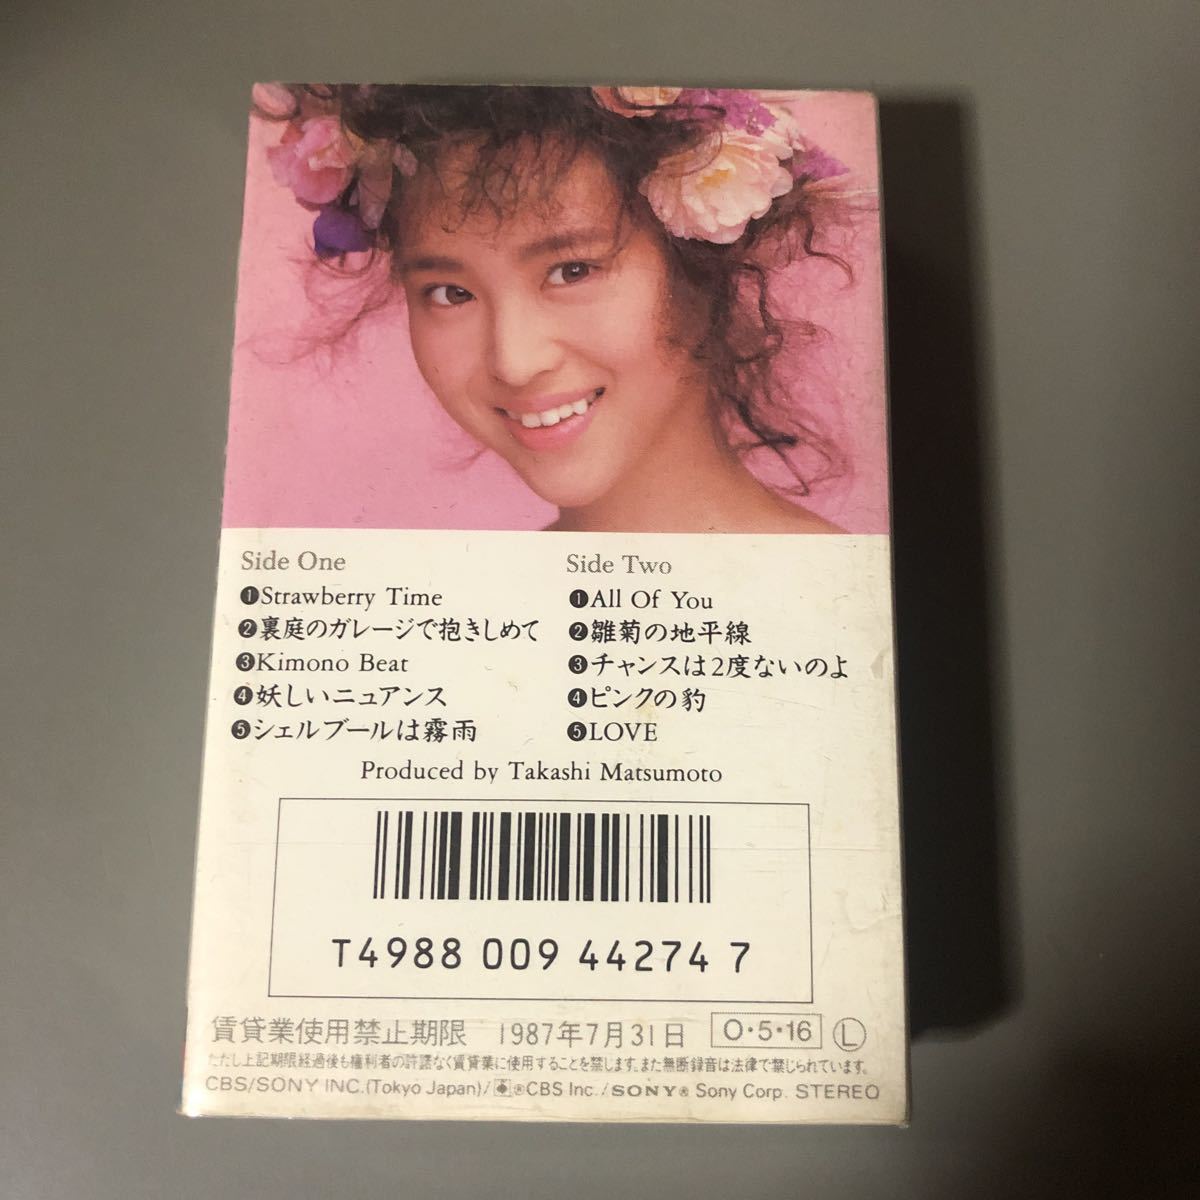 Side One
❶Strawberry Time
❷裏庭のガレージで抱きしめて
❸Kimono Beat
❹妖しいニュアンス
❺シェルブールは霧雨
Side Two
❶All Of You
❷雛菊の地平線
❸チャンスは2度ないのよ
❹ピンクの豹
❺LOVE
Produced by Takashi Matsumoto
T4988 009 44274 7
賃貸業使用禁止期限 1987年7月31日 O・5・16 Ⓛ
ただし上記期限経過後も権利者の許諾なく賃貸業に使用することを禁します。また無断録音は法律で禁じられています。
CBS/SONY INC.(Tokyo Japan)/®CBS Inc./SONY® Sony Corp. STEREO